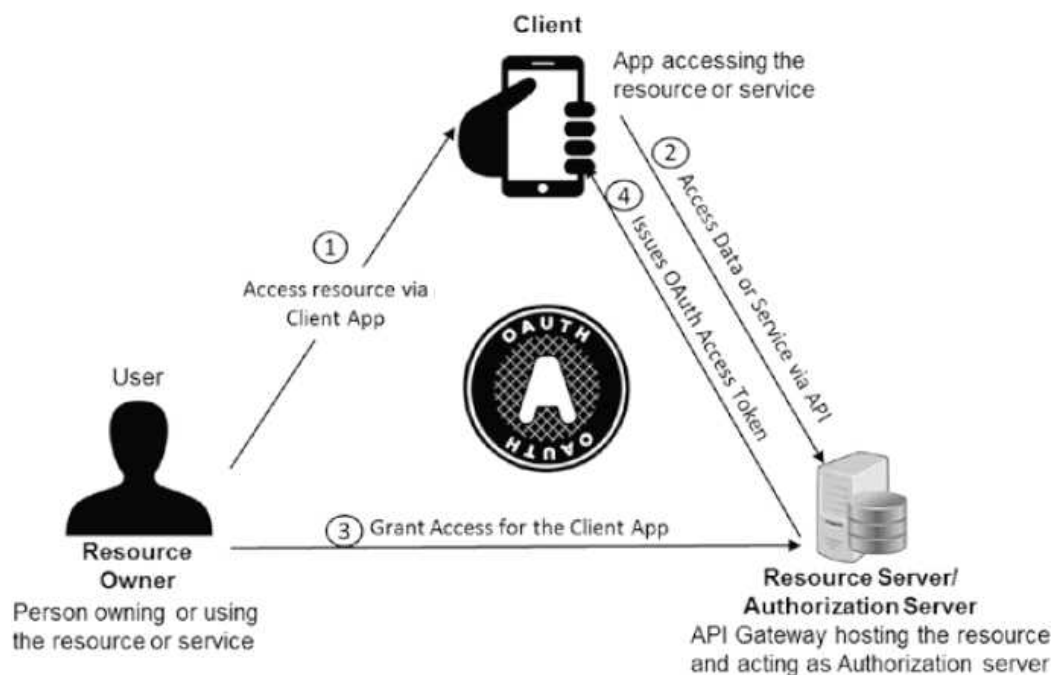 Client
App accessing the
resource or service
1
Access resource via
Client App
2
Access Data or Service via API
4
Issues OAuth Access Token
OAUTH
A
OAUTH
User
3
Grant Access for the Client App
Resource
Owner
Person owning or using
the resource or service
Resource Server/
Authorization Server
API Gateway hosting the resource
and acting as Authorization server